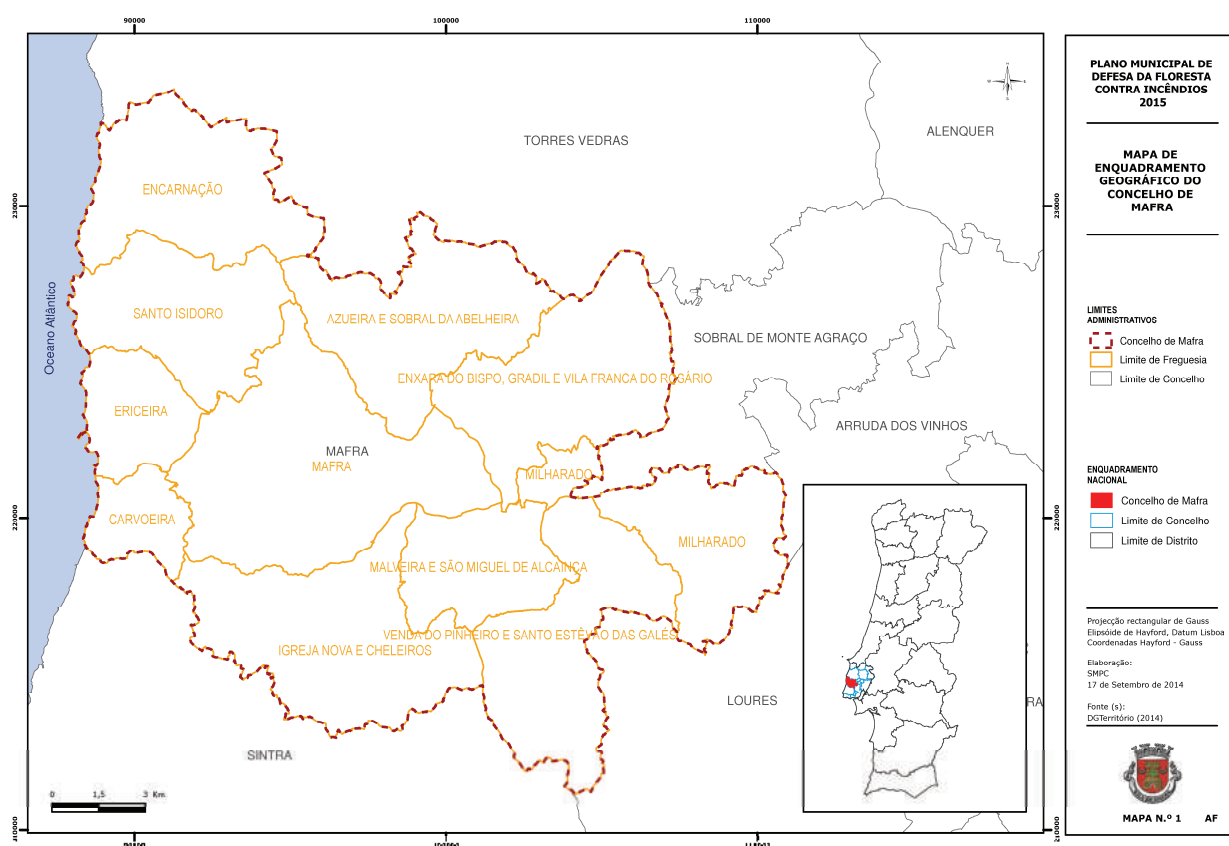 90000
100000
110000
TORRES VEDRAS
ALENQUER
ENCARNAÇÃO
230000
230000
Oceano Atlântico
SANTO ISIDORO
AZUEIRA E SOBRAL DA ABELHEIRA
SOBRAL DE MONTE AGRAÇO
ENXARA DO BISPO, GRADIL E VILA FRANCA DO ROSÁRIO
ERICEIRA
ARRUDA DOS VINHOS
MAFRA
MAFRA
MILHARADO
CARVOEIRA
220000
MILHARADO
MALVEIRA E SÃO MIGUEL DE ALCAINÇA
VENDA DO PINHEIRO E SANTO ESTÊVÃO DAS GALÉS
IGREJA NOVA E CHELEIROS
LOURES
RA
SINTRA
0 1,5 3 Km
PLANO MUNICIPAL DE
DEFESA DA FLORESTA
CONTRA INCÊNDIOS
2015
MAPA DE
ENQUADRAMENTO
GEOGRÁFICO DO
CONCELHO DE
MAFRA
LIMITES
ADMINISTRATIVOS
Concelho de Mafra
Limite de Freguesia
Limite de Concelho
ENQUADRAMENTO
NACIONAL
Concelho de Mafra
Limite de Concelho
Limite de Distrito
Projecção rectangular de Gauss
Elipsóide de Hayford, Datum Lisboa
Coordenadas Hayford - Gauss
Elaboração:
SMPC
17 de Setembro de 2014
Fonte (s):
DGTerritório (2014)
MAPA N.º 1 AF